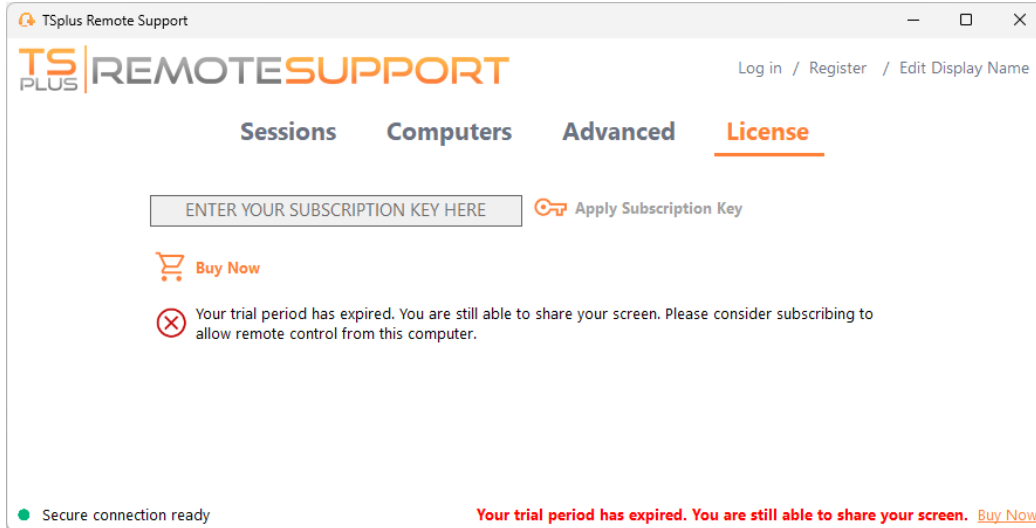 TSplus Remote Support
TS PLUS REMOTESUPPORT
Log in / Register / Edit Display Name
Sessions Computers Advanced License
ENTER YOUR SUBSCRIPTION KEY HERE Apply Subscription Key
Buy Now
Your trial period has expired. You are still able to share your screen. Please consider subscribing to
allow remote control from this computer.
Secure connection ready Your trial period has expired. You are still able to share your screen. Buy Now